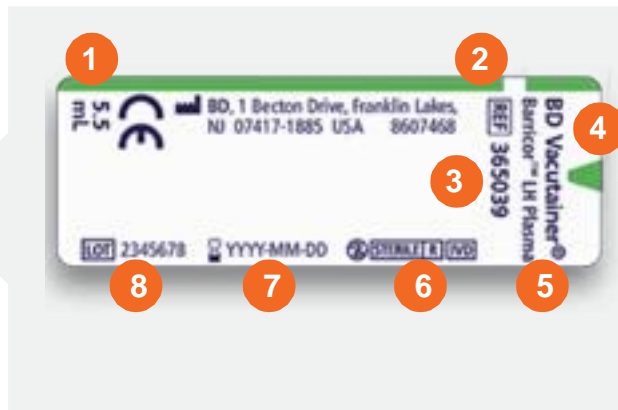 1
2
5.5
mL
CE
BD, 1 Becton Drive, Franklin Lakes,
NJ 07417-1885 USA 8607468
REF 365039
BD Vacutainer®
Barricor™ LH Plasma
3
4
LOT 2345678
YYYY-MM-DD
2 STERILE R IVD
8
7
6
5